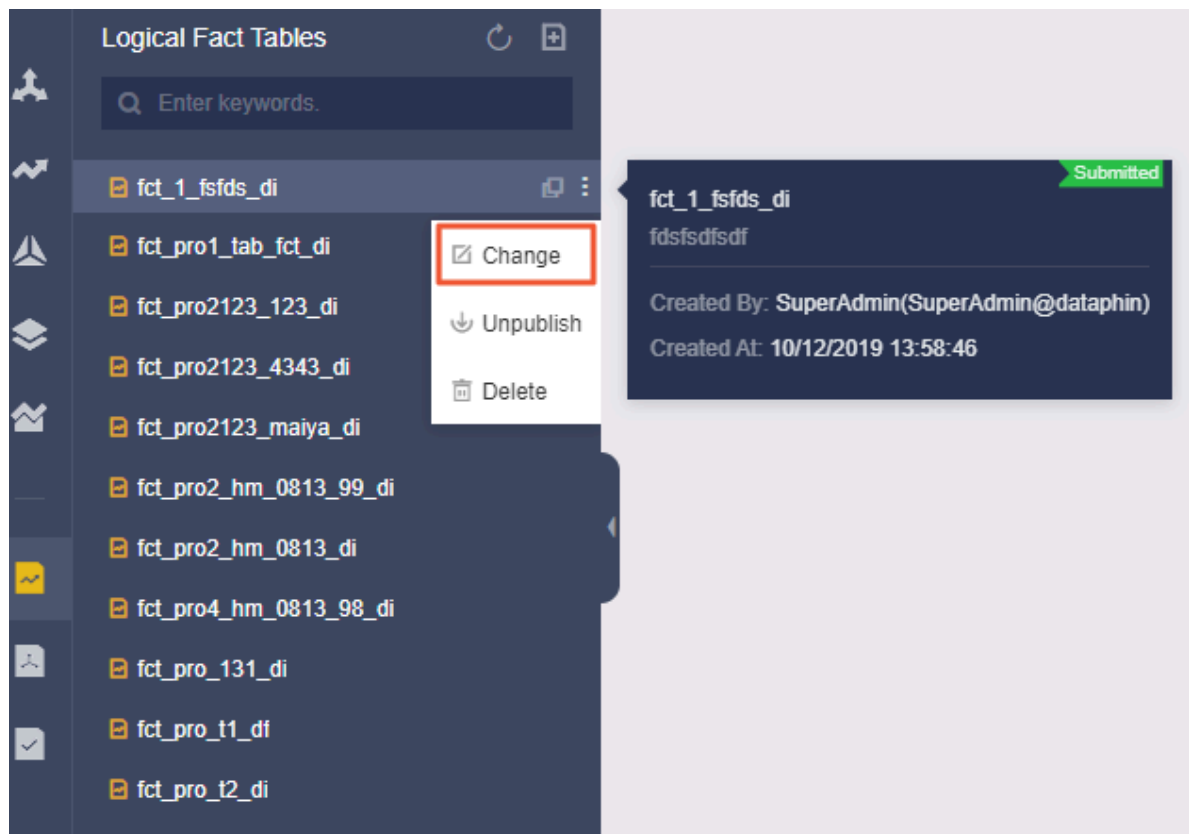 Logical Fact Tables
Enter keywords.
fct_1_fsfds_di
fct_pro1_tab_fct_di
fct_pro2123_123_di
fct_pro2123_4343_di
fct_pro2123_maiya_di
fct_pro2_hm_0813_99_di
fct_pro2_hm_0813_di
fct_pro4_hm_0813_98_di
fct_pro_131_di
fct_pro_t1_df
fct_pro_t2_di
Change
Unpublish
Delete
Submitted
fct_1_fsfds_di
fdsfsdfsdf
Created By: SuperAdmin(SuperAdmin@dataphin)
Created At: 10/12/2019 13:58:46